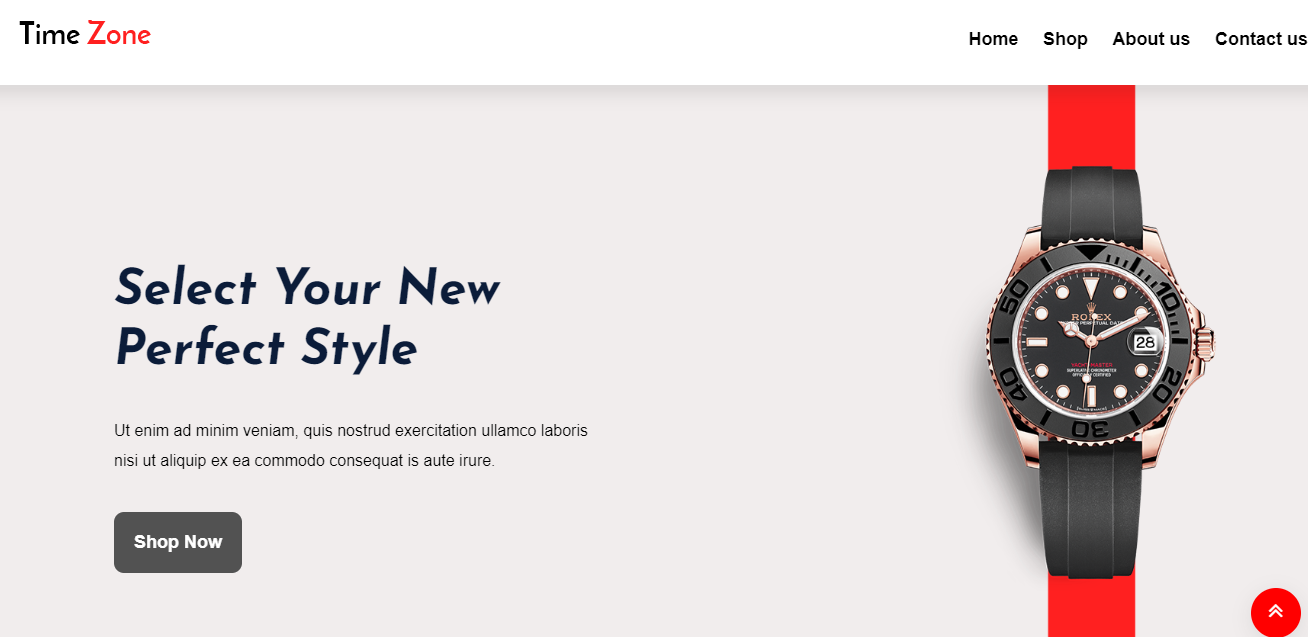 Time Zone
Home Shop About us Contact us
Select Your New
Perfect Style
Ut enim ad minim veniam, quis nostrud exercitation ullamco laboris
nisi ut aliquip ex ea commodo consequat is aute irure.
Shop Now
ROLEX
28
50
10
40
20
30